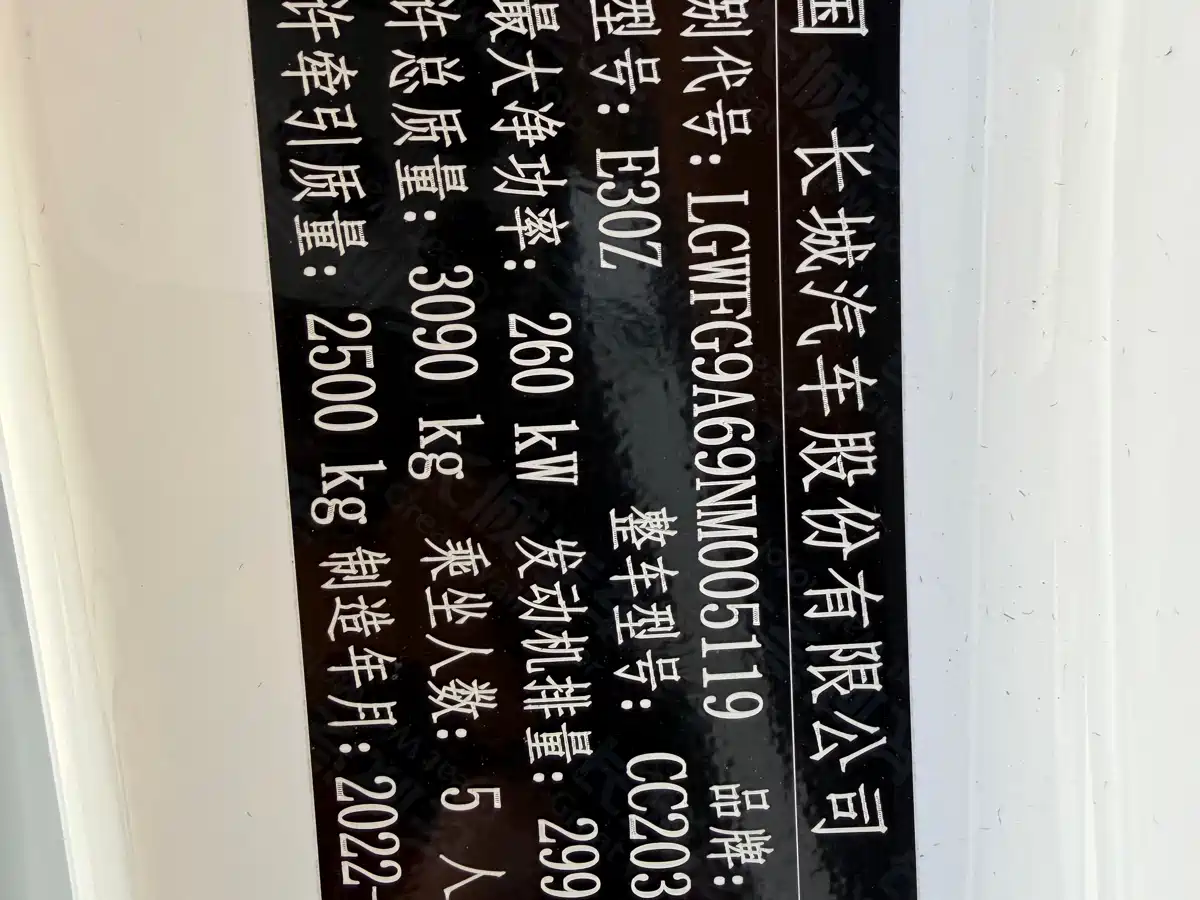 国 长城汽车股份有限公司
别代号: LGWFG9A69NM005119 品牌:
型号: E30Z 整车型号: CC203
最大净功率: 260 kW 发动机排量: 299
许总质量: 3090 kg 乘坐人数: 5 人
许牵引质量: 2500 kg 制造年月: 2022-